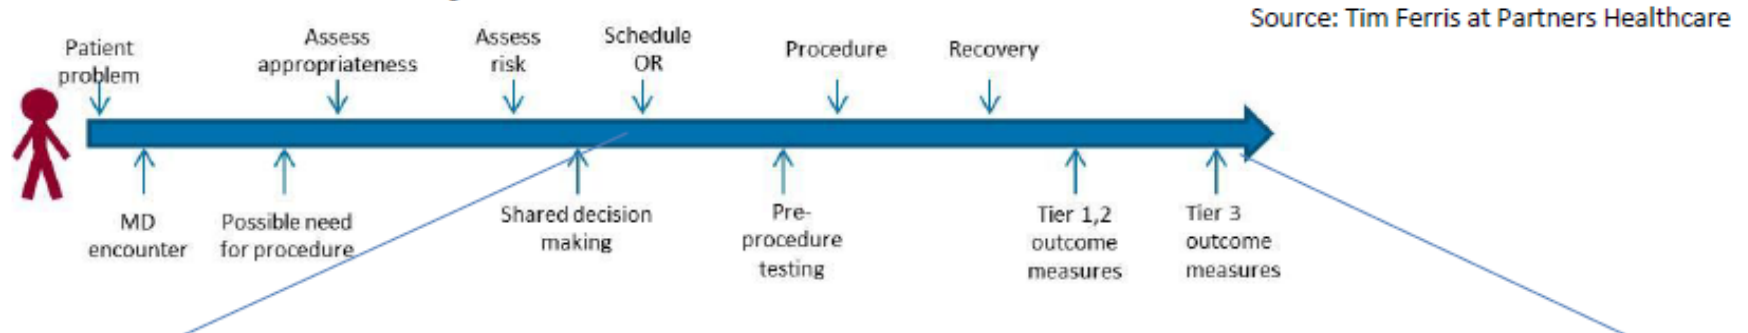 Source: Tim Ferris at Partners Healthcare
Patient
problem
Assess
appropriateness
Assess
risk
Schedule
OR
Procedure
Recovery
MD
encounter
Possible need
for procedure
Shared decision
making
Pre-
procedure
testing
Tier 1,2
outcome
measures
Tier 3
outcome
measures